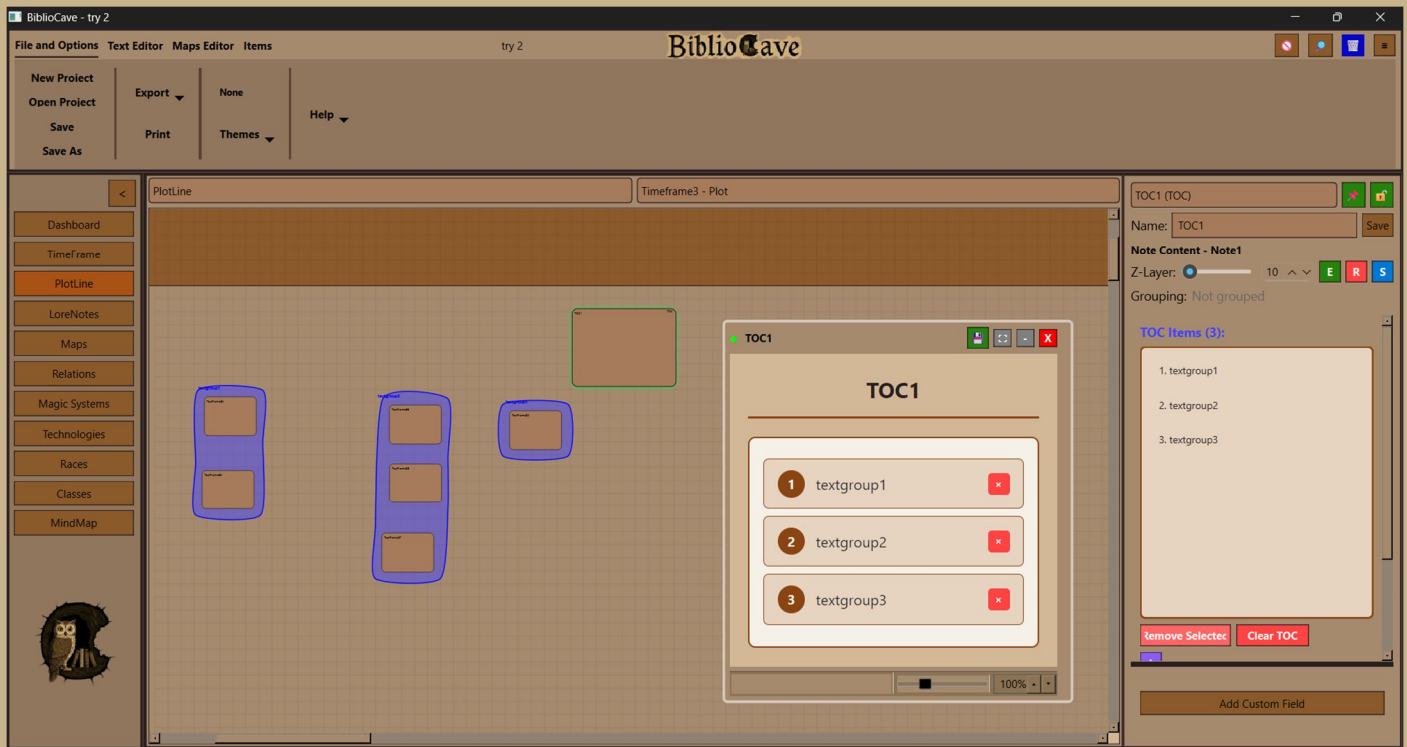 BiblioCave - try 2
File and Options Text Editor Maps Editor Items
try 2
BiblioCave
New Project
Open Project
Save
Save As
Export
Print
None
Themes
Help
<
Dashboard
TimeFrame
PlotLine
LoreNotes
Maps
Relations
Magic Systems
Technologies
Races
Classes
MindMap
PlotLine
Timeframe3 - Plot
textgroup2
TOC1
- X
TOC1
1 textgroup1 ×
2 textgroup2 ×
3 textgroup3 ×
100%
TOC1 (TOC)
Name: TOC1 Save
Note Content - Note1
Z-Layer: 10 E R S
Grouping: Not grouped
TOC Items (3):
1. textgroup1
2. textgroup2
3. textgroup3
Remove Selected Clear TOC
Add Custom Field